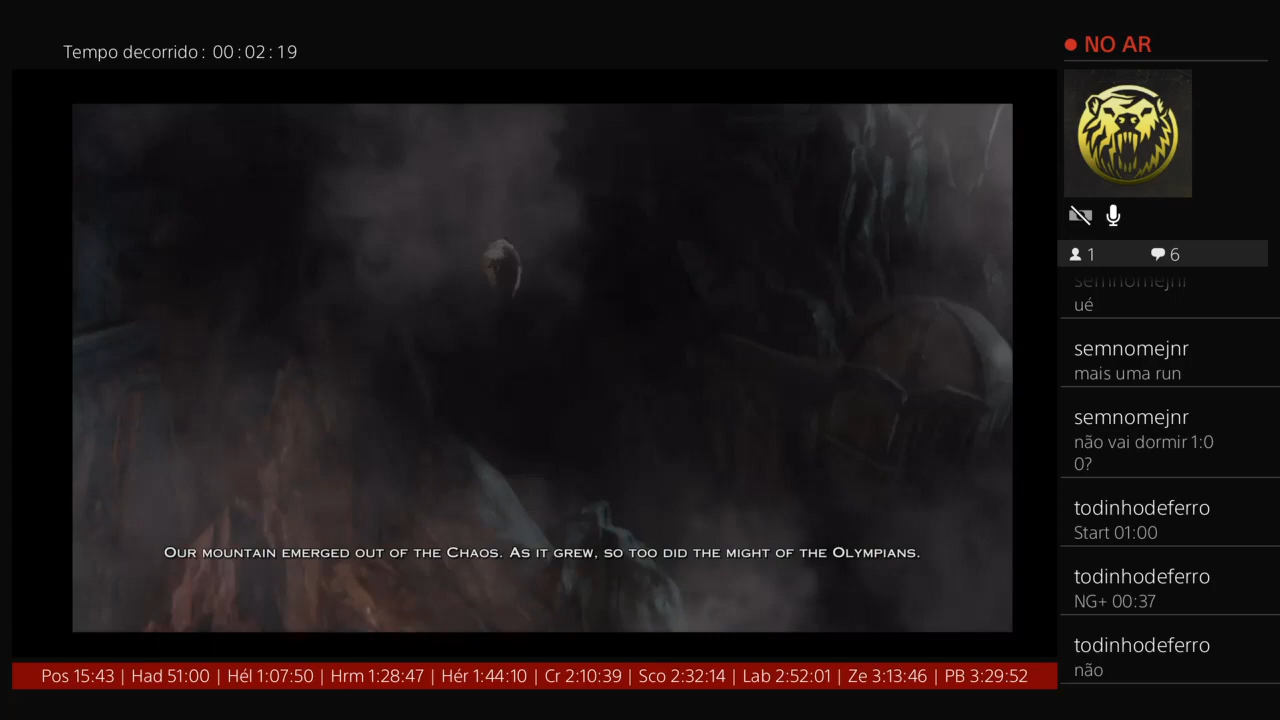 Tempo decorrido: 00:02:19
NO AR
1
6
semnomejnr
ué
semnomejnr
mais uma run
semnomejnr
não vai dormir 1:0
0?
todinhodeferro
Start 01:00
todinhodeferro
NG+ 00:37
todinhodeferro
não
Our mountain emerged out of the Chaos. As it grew, so too did the might of the Olympians.
Pos 15:43 | Had 51:00 | Hél 1:07:50 | Hrm 1:28:47 | Hér 1:44:10 | Cr 2:10:39 | Sco 2:32:14 | Lab 2:52:01 | Ze 3:13:46 | PB 3:29:52